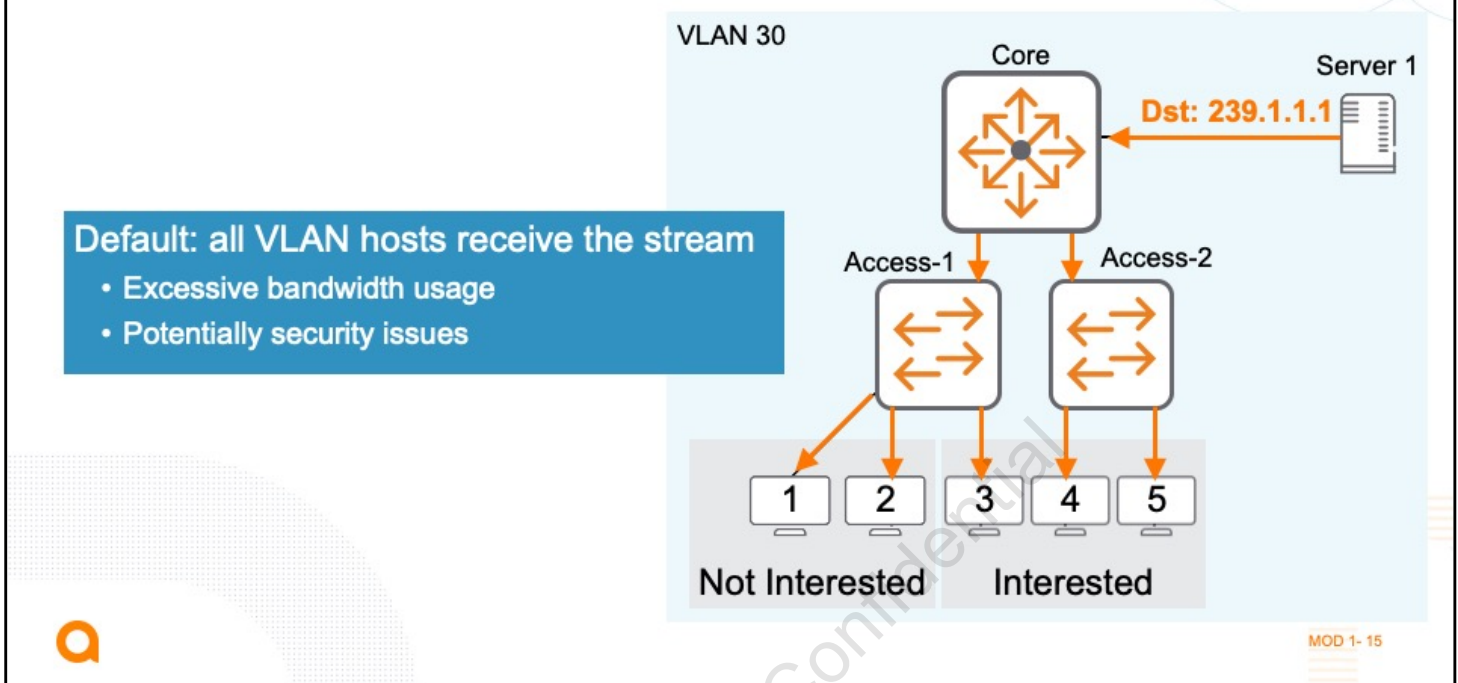 VLAN 30
Core
Server 1
Dst: 239.1.1.1
Default: all VLAN hosts receive the stream
• Excessive bandwidth usage
• Potentially security issues
Access-1
Access-2
1 2 3 4 5
Not Interested Interested
Confidential
MOD 1- 15